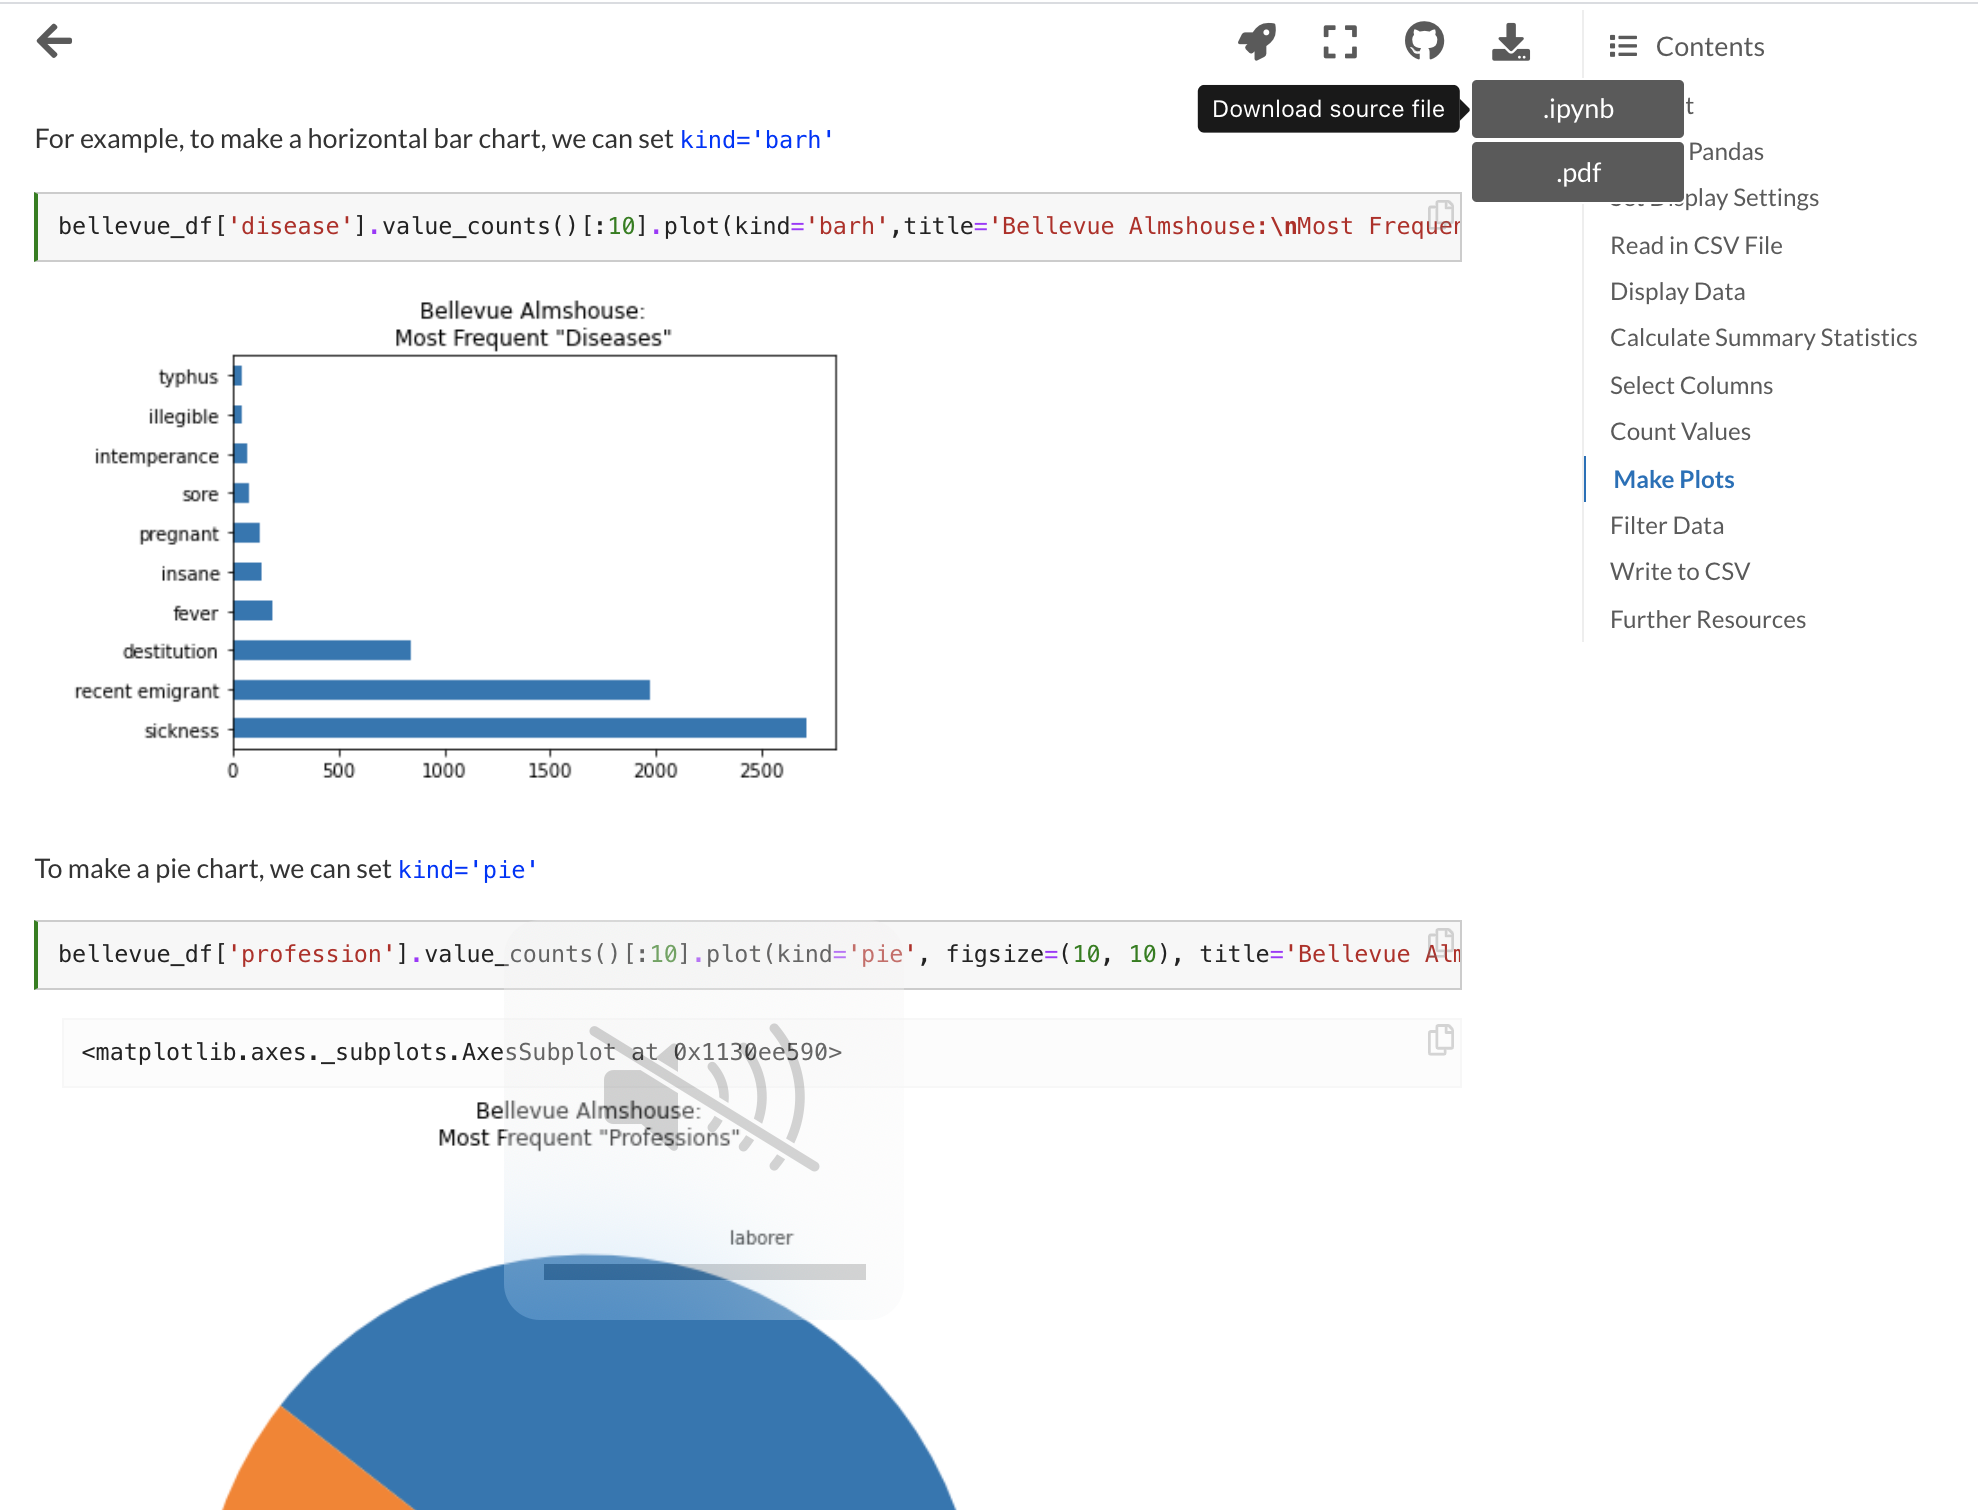 Download source file
.ipynb
.pdf
Contents
t
Pandas
Set Display Settings
Read in CSV File
Display Data
Calculate Summary Statistics
Select Columns
Count Values
Make Plots
Filter Data
Write to CSV
Further Resources
For example, to make a horizontal bar chart, we can set kind='barh'
bellevue_df['disease'].value_counts()[:10].plot(kind='barh',title='Bellevue Almshouse:\nMost Frequen
Bellevue Almshouse:
Most Frequent "Diseases"
typhus
illegible
intemperance
sore
pregnant
insane
fever
destitution
recent emigrant
sickness
0 500 1000 1500 2000 2500
To make a pie chart, we can set kind='pie'
bellevue_df['profession'].value_counts()[:10].plot(kind='pie', figsize=(10, 10), title='Bellevue Alm
<matplotlib.axes._subplots.AxesSubplot at 0x1130ee590>
Bellevue Almshouse:
Most Frequent "Professions"
laborer